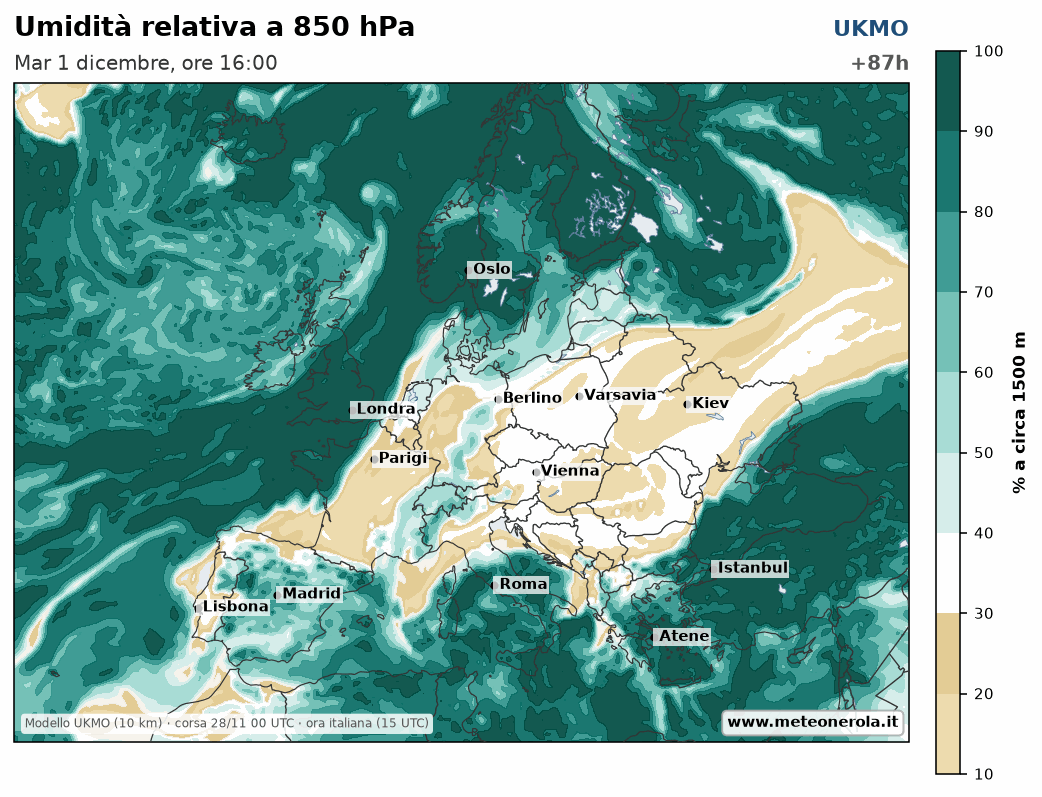 Umidità relativa a 850 hPa
UKMO
Mar 1 dicembre, ore 16:00
+87h
Oslo
Londra
Berlino
Varsavia
Kiev
Parigi
Vienna
Istanbul
Roma
Madrid
Lisbona
Atene
Modello UKMO (10 km) · corsa 28/11 00 UTC · ora italiana (15 UTC)
www.meteonerola.it
100
90
80
70
60
50
40
30
20
10
% a circa 1500 m